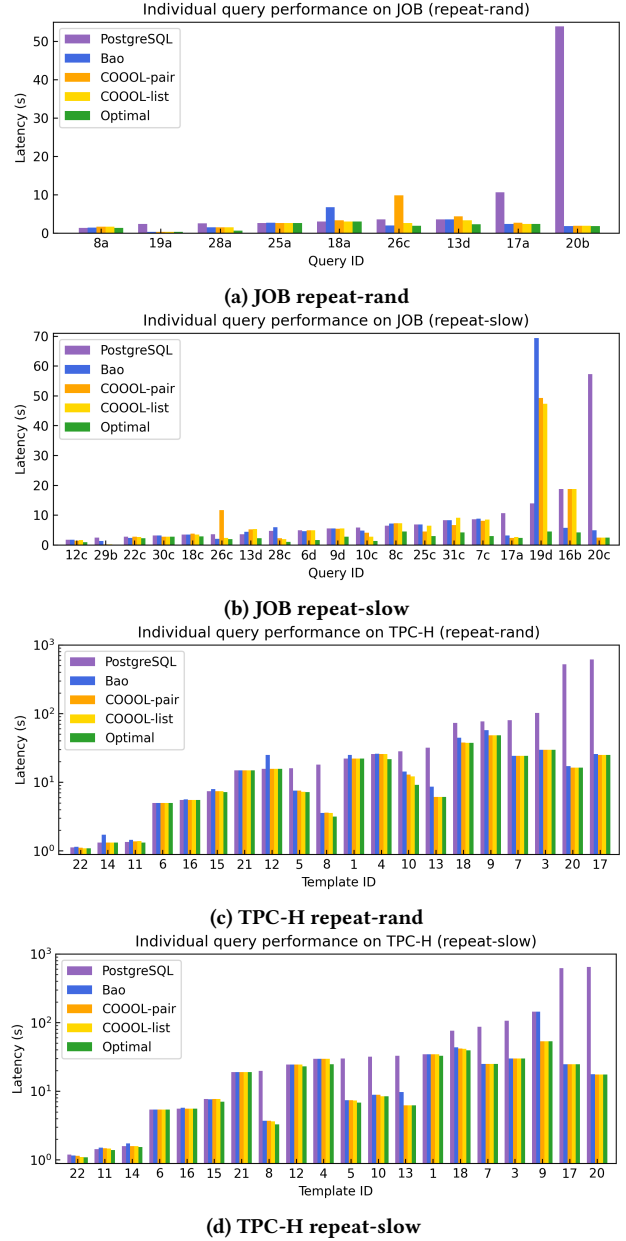 Individual query performance on JOB (repeat-rand)
PostgreSQL
Bao
COOOL-pair
COOOL-list
Optimal
Latency (s)
50
40
30
20
10
0
8a 19a 28a 25a 18a 26c 13d 17a 20b
Query ID
(a) JOB repeat-rand
Individual query performance on JOB (repeat-slow)
PostgreSQL
Bao
COOOL-pair
COOOL-list
Optimal
Latency (s)
70
60
50
40
30
20
10
0
12c 29b 22c 30c 18c 26c 13d 28c 6d 9d 10c 8c 25c 31c 7c 17a 19d 16b 20c
Query ID
(b) JOB repeat-slow
Individual query performance on TPC-H (repeat-rand)
PostgreSQL
Bao
COOOL-pair
COOOL-list
Optimal
Latency (s)
10³
10²
10¹
10⁰
22 14 11 6 16 15 21 12 5 8 1 4 10 13 18 9 7 3 20 17
Template ID
(c) TPC-H repeat-rand
Individual query performance on TPC-H (repeat-slow)
PostgreSQL
Bao
COOOL-pair
COOOL-list
Optimal
Latency (s)
10³
10²
10¹
10⁰
22 11 14 6 16 15 21 8 12 4 5 10 13 1 18 7 3 9 17 20
Template ID
(d) TPC-H repeat-slow